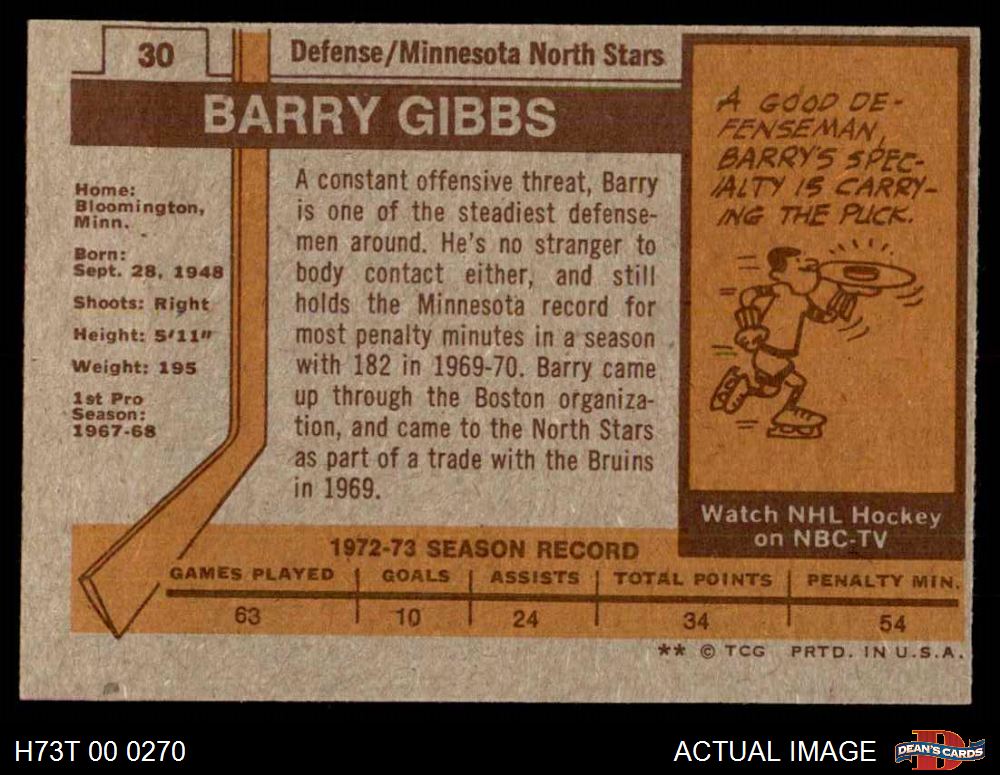 30
Defense/Minnesota North Stars
BARRY GIBBS
Home:
Bloomington,
Minn.
Born:
Sept. 28, 1948
Shoots: Right
Height: 5'11"
Weight: 195
1st Pro
Season:
1967-68
A constant offensive threat, Barry
is one of the steadiest defense-
men around. He's no stranger to
body contact either, and still
holds the Minnesota record for
most penalty minutes in a season
with 182 in 1969-70. Barry came
up through the Boston organiza-
tion, and came to the North Stars
as part of a trade with the Bruins
in 1969.
A GOOD DE-
FENSEMAN,
BARRY'S SPEC-
IALTY IS CARRY-
ING THE PUCK.
Watch NHL Hockey
on NBC-TV
1972-73 SEASON RECORD
GAMES PLAYED GOALS ASSISTS TOTAL POINTS PENALTY MIN.
63 10 24 34 54
** © TCG PRTD. IN U.S.A.
H73T 00 0270
ACTUAL IMAGE
DEAN'S CARDS